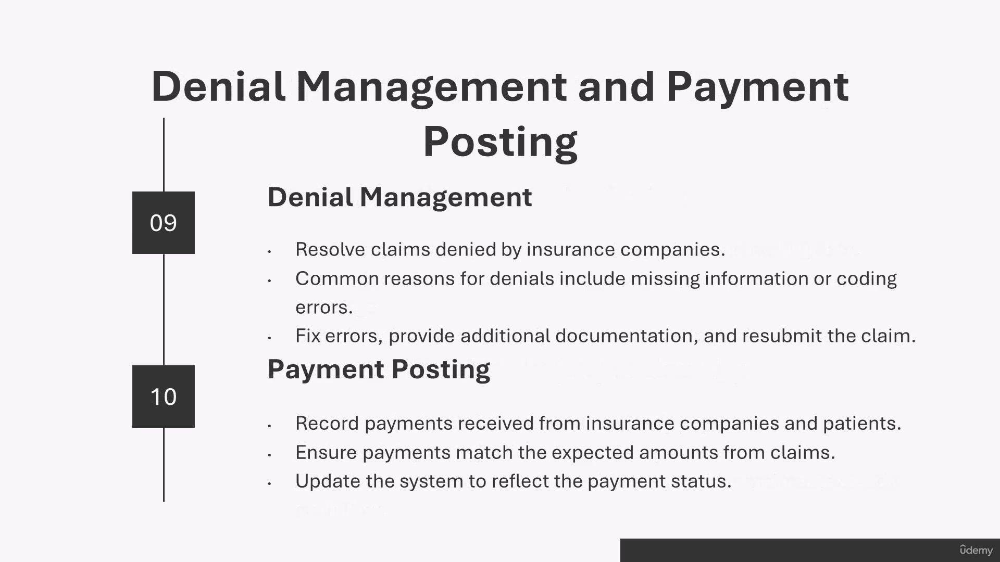 Denial Management and Payment
Posting
09
Denial Management
• Resolve claims denied by insurance companies.
• Common reasons for denials include missing information or coding
errors.
• Fix errors, provide additional documentation, and resubmit the claim.
10
Payment Posting
• Record payments received from insurance companies and patients.
• Ensure payments match the expected amounts from claims.
• Update the system to reflect the payment status.
udemy